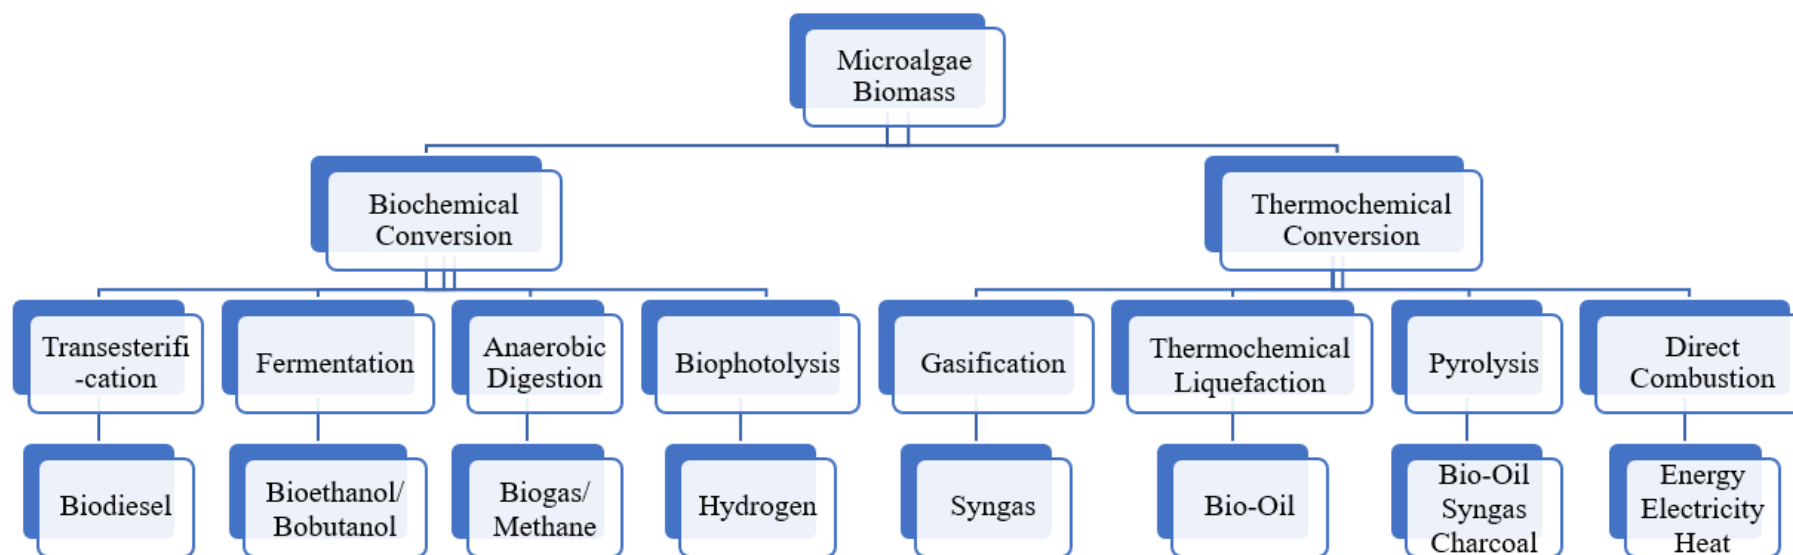 Microalgae
Biomass
Biochemical
Conversion
Thermochemical
Conversion
Transesterifi
-cation
Fermentation
Anaerobic
Digestion
Biophotolysis
Gasification
Thermochemical
Liquefaction
Pyrolysis
Direct
Combustion
Biodiesel
Bioethanol/
Bobutanol
Biogas/
Methane
Hydrogen
Syngas
Bio-Oil
Bio-Oil
Syngas
Charcoal
Energy
Electricity
Heat